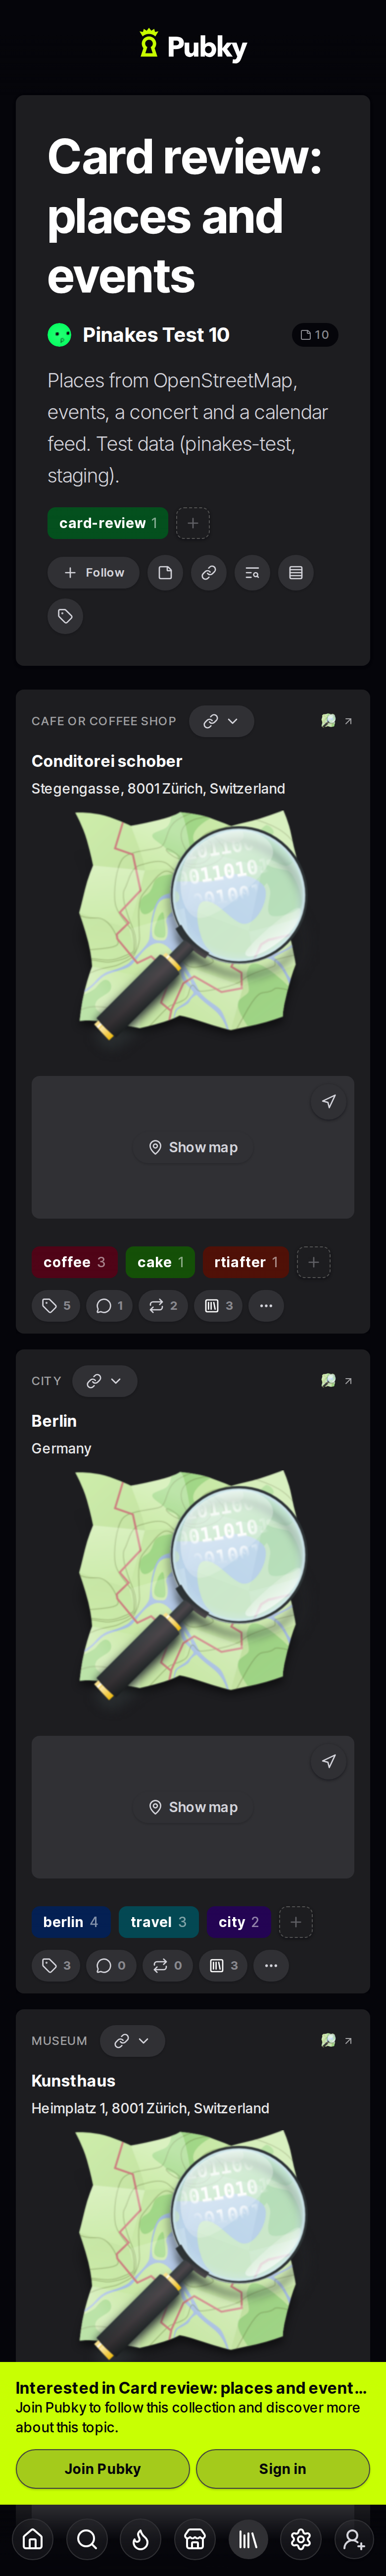 Pubky
Card review:
places and
events
Pinakes Test 10
10
Places from OpenStreetMap,
events, a concert and a calendar
feed. Test data (pinakes-test,
staging).
card-review 1
Follow
CAFE OR COFFEE SHOP
Conditorei schober
Stegengasse, 8001 Zürich, Switzerland
Show map
coffee 3
cake 1
rtiafter 1
5
1
2
3
CITY
Berlin
Germany
Show map
berlin 4
travel 3
city 2
3
0
0
3
MUSEUM
Kunsthaus
Heimplatz 1, 8001 Zürich, Switzerland
Interested in Card review: places and event...
Join Pubky to follow this collection and discover more
about this topic.
Join Pubky
Sign in